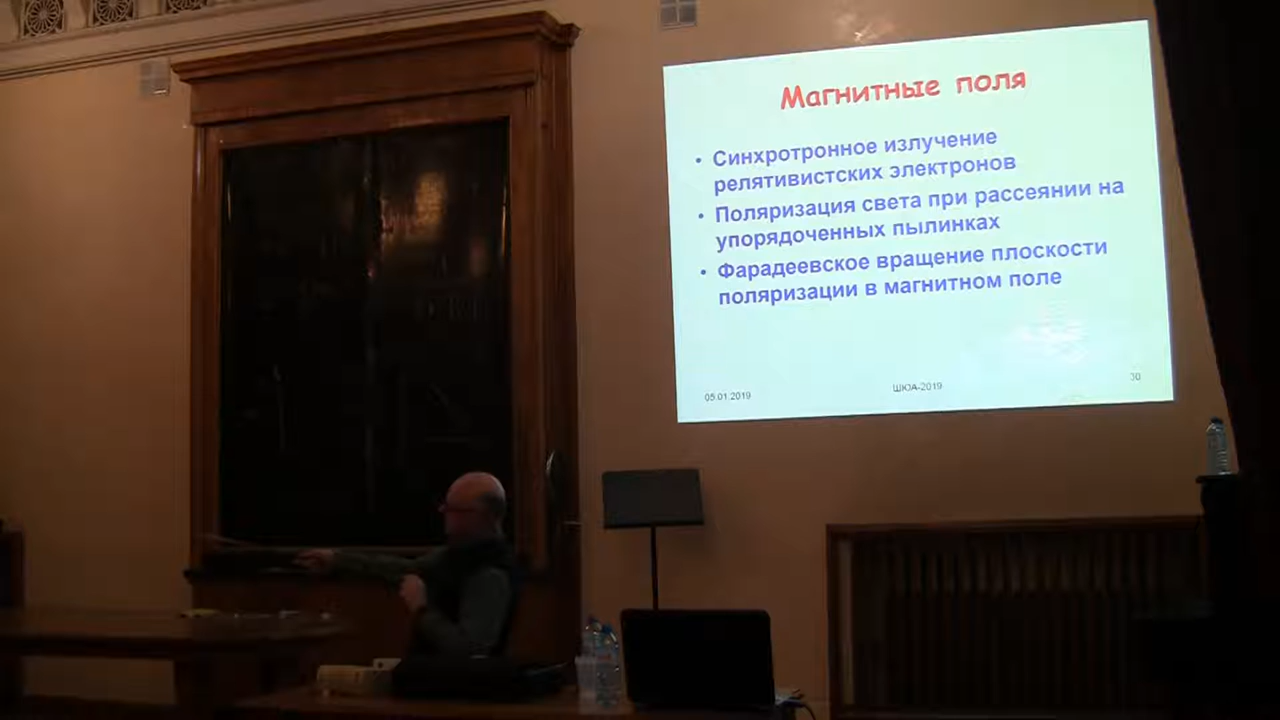 Магнитные поля
• Синхротронное излучение
релятивистских электронов
• Поляризация света при рассеянии на
упорядоченных пылинках
• Фарадеевское вращение плоскости
поляризации в магнитном поле
05.01.2019
ШЮА-2019
30